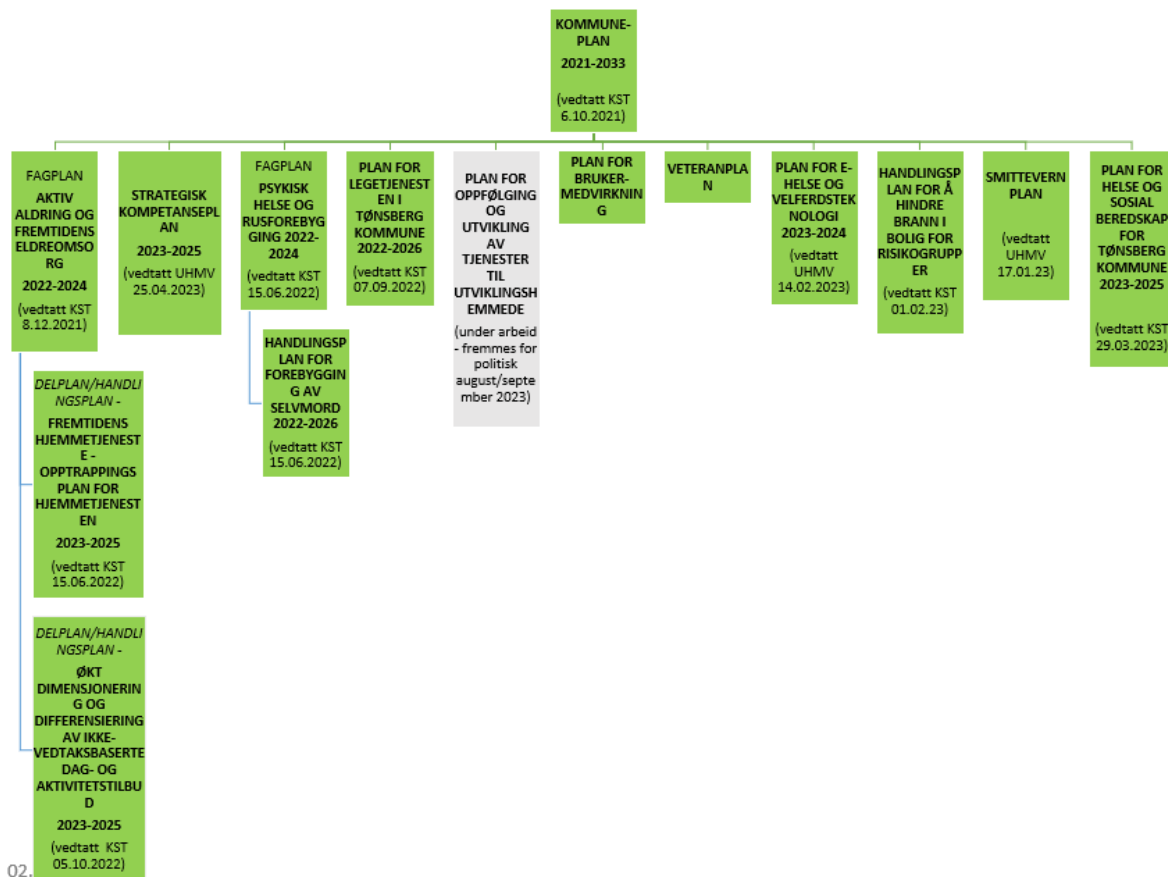 KOMMUNE-
PLAN
2021-2033
(vedtatt KST
6.10.2021)
FAGPLAN
AKTIV
ALDRING OG
FREMTIDENS
ELDREOMSO
RG
2022-2024
(vedtatt KST
8.12.2021)
STRATEGISK
KOMPETANSEPL
AN
2023-2025
(vedtatt UHMV
25.04.2023)
FAGPLAN
PSYKISK
HELSE OG
RUSFOREBY
GGING 2022-
2024
(vedtatt KST
15.06.2022)
PLAN FOR
LEGETJENEST
EN I
TØNSBERG
KOMMUNE
2022-2026
(vedtatt KST
07.09.2022)
PLAN FOR
OPPFØLGING
OG
UTVIKLING
AV
TJENESTER
TIL
UTVIKLINGSH
EMMEDE
(under arbeid
- fremmes for
politisk
august/septe
mber 2023)
PLAN FOR
BRUKER-
MEDVIRKNIN
G
VETERANPLA
N
PLAN FOR E-
HELSE OG
VELFERDSTEK
NOLOGI
2023-2024
(vedtatt
UHMV
14.02.2023)
HANDLINGS
PLAN FOR Å
HINDRE
BRANN I
BOLIG FOR
RISIKOGRUP
PER
(vedtatt KST
01.02.23)
SMITTEVERN
PLAN
(vedtatt
UHMV
17.01.23)
PLAN FOR
HELSE OG
SOSIAL
BEREDSKAP
FOR
TØNSBERG
KOMMUNE
2023-2025
(vedtatt KST
29.03.2023)
DELPLAN/HANDLI
NGSPLAN -
FREMTIDENS
HJEMMETJENEST
E -
OPPTRAPPINGS
PLAN FOR
HJEMMETJENEST
EN
2023-2025
(vedtatt KST
15.06.2022)
HANDLINGSP
LAN FOR
FOREBYGGIN
G AV
SELVMORD
2022-2026
(vedtatt KST
15.06.2022)
DELPLAN/HANDLI
NGSPLAN -
ØKT
DIMENSJONERIN
G OG
DIFFERENSIERING
AV IKKE-
VEDTAKSBASERTE
DAG- OG
AKTIVITETSTILBU
D
2023-2025
(vedtatt KST
05.10.2022)
02.